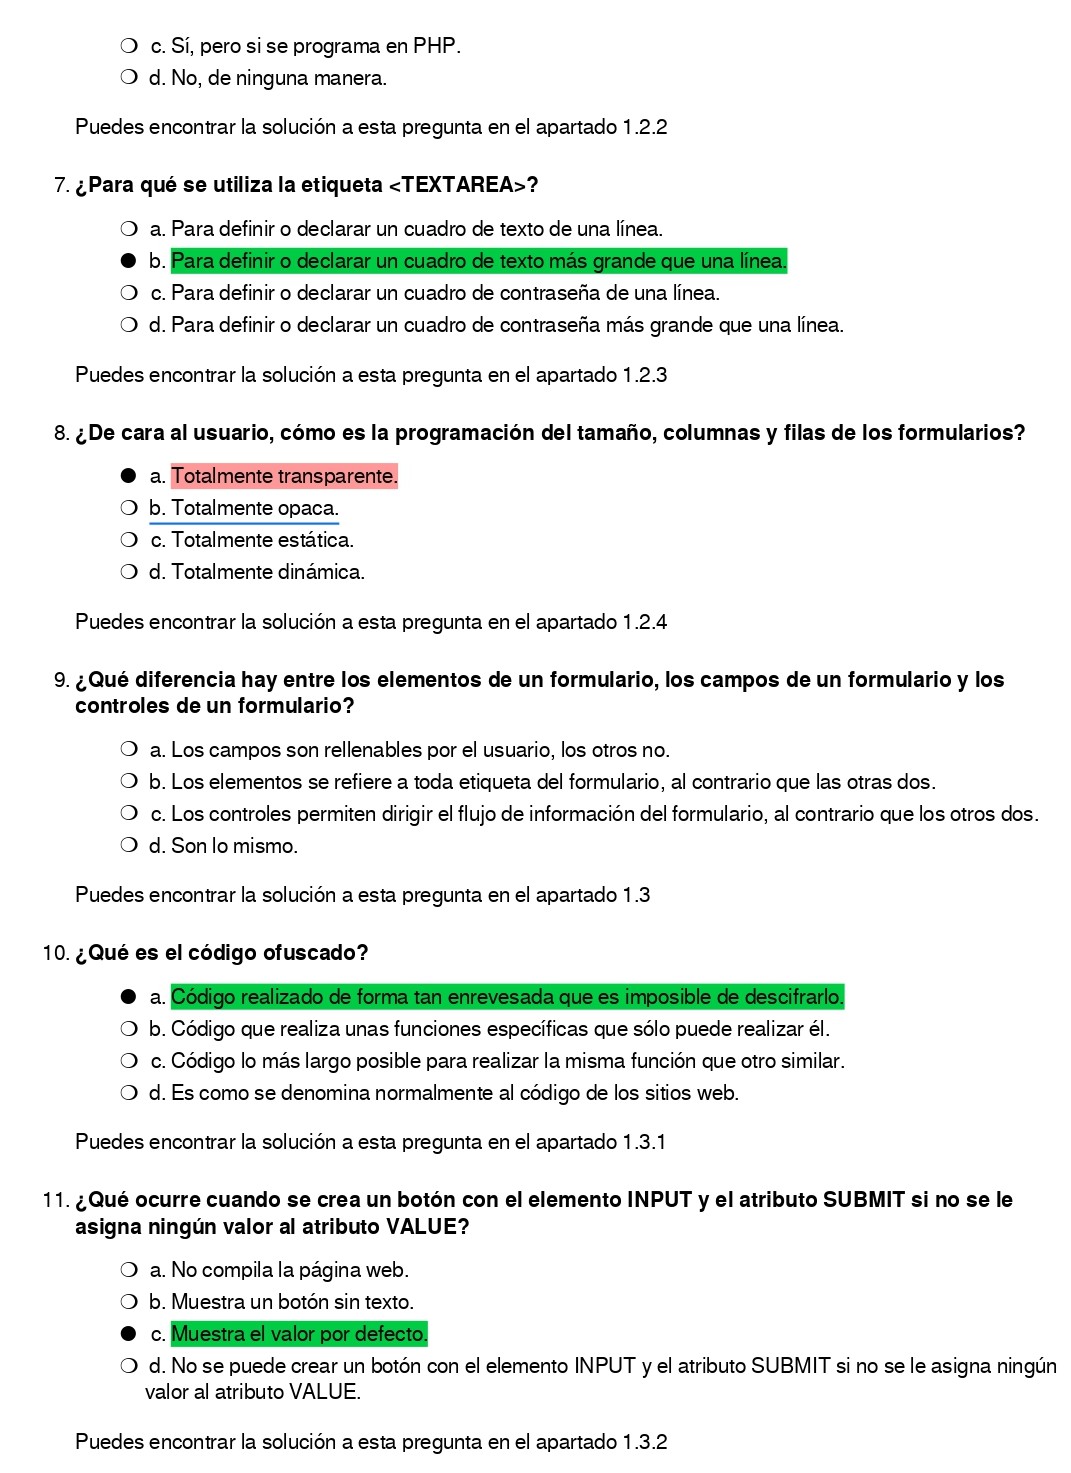 c. Sí, pero si se programa en PHP.
d. No, de ninguna manera.
Puedes encontrar la solución a esta pregunta en el apartado 1.2.2
7. ¿Para qué se utiliza la etiqueta <TEXTAREA>?
a. Para definir o declarar un cuadro de texto de una línea.
b. Para definir o declarar un cuadro de texto más grande que una línea.
c. Para definir o declarar un cuadro de contraseña de una línea.
d. Para definir o declarar un cuadro de contraseña más grande que una línea.
Puedes encontrar la solución a esta pregunta en el apartado 1.2.3
8. ¿De cara al usuario, cómo es la programación del tamaño, columnas y filas de los formularios?
a. Totalmente transparente.
b. Totalmente opaca.
c. Totalmente estática.
d. Totalmente dinámica.
Puedes encontrar la solución a esta pregunta en el apartado 1.2.4
9. ¿Qué diferencia hay entre los elementos de un formulario, los campos de un formulario y los
controles de un formulario?
a. Los campos son rellenables por el usuario, los otros no.
b. Los elementos se refiere a toda etiqueta del formulario, al contrario que las otras dos.
c. Los controles permiten dirigir el flujo de información del formulario, al contrario que los otros dos.
d. Son lo mismo.
Puedes encontrar la solución a esta pregunta en el apartado 1.3
10. ¿Qué es el código ofuscado?
a. Código realizado de forma tan enrevesada que es imposible de descifrarlo.
b. Código que realiza unas funciones específicas que sólo puede realizar él.
c. Código lo más largo posible para realizar la misma función que otro similar.
d. Es como se denomina normalmente al código de los sitios web.
Puedes encontrar la solución a esta pregunta en el apartado 1.3.1
11. ¿Qué ocurre cuando se crea un botón con el elemento INPUT y el atributo SUBMIT si no se le
asigna ningún valor al atributo VALUE?
a. No compila la página web.
b. Muestra un botón sin texto.
c. Muestra el valor por defecto.
d. No se puede crear un botón con el elemento INPUT y el atributo SUBMIT si no se le asigna ningún
valor al atributo VALUE.
Puedes encontrar la solución a esta pregunta en el apartado 1.3.2